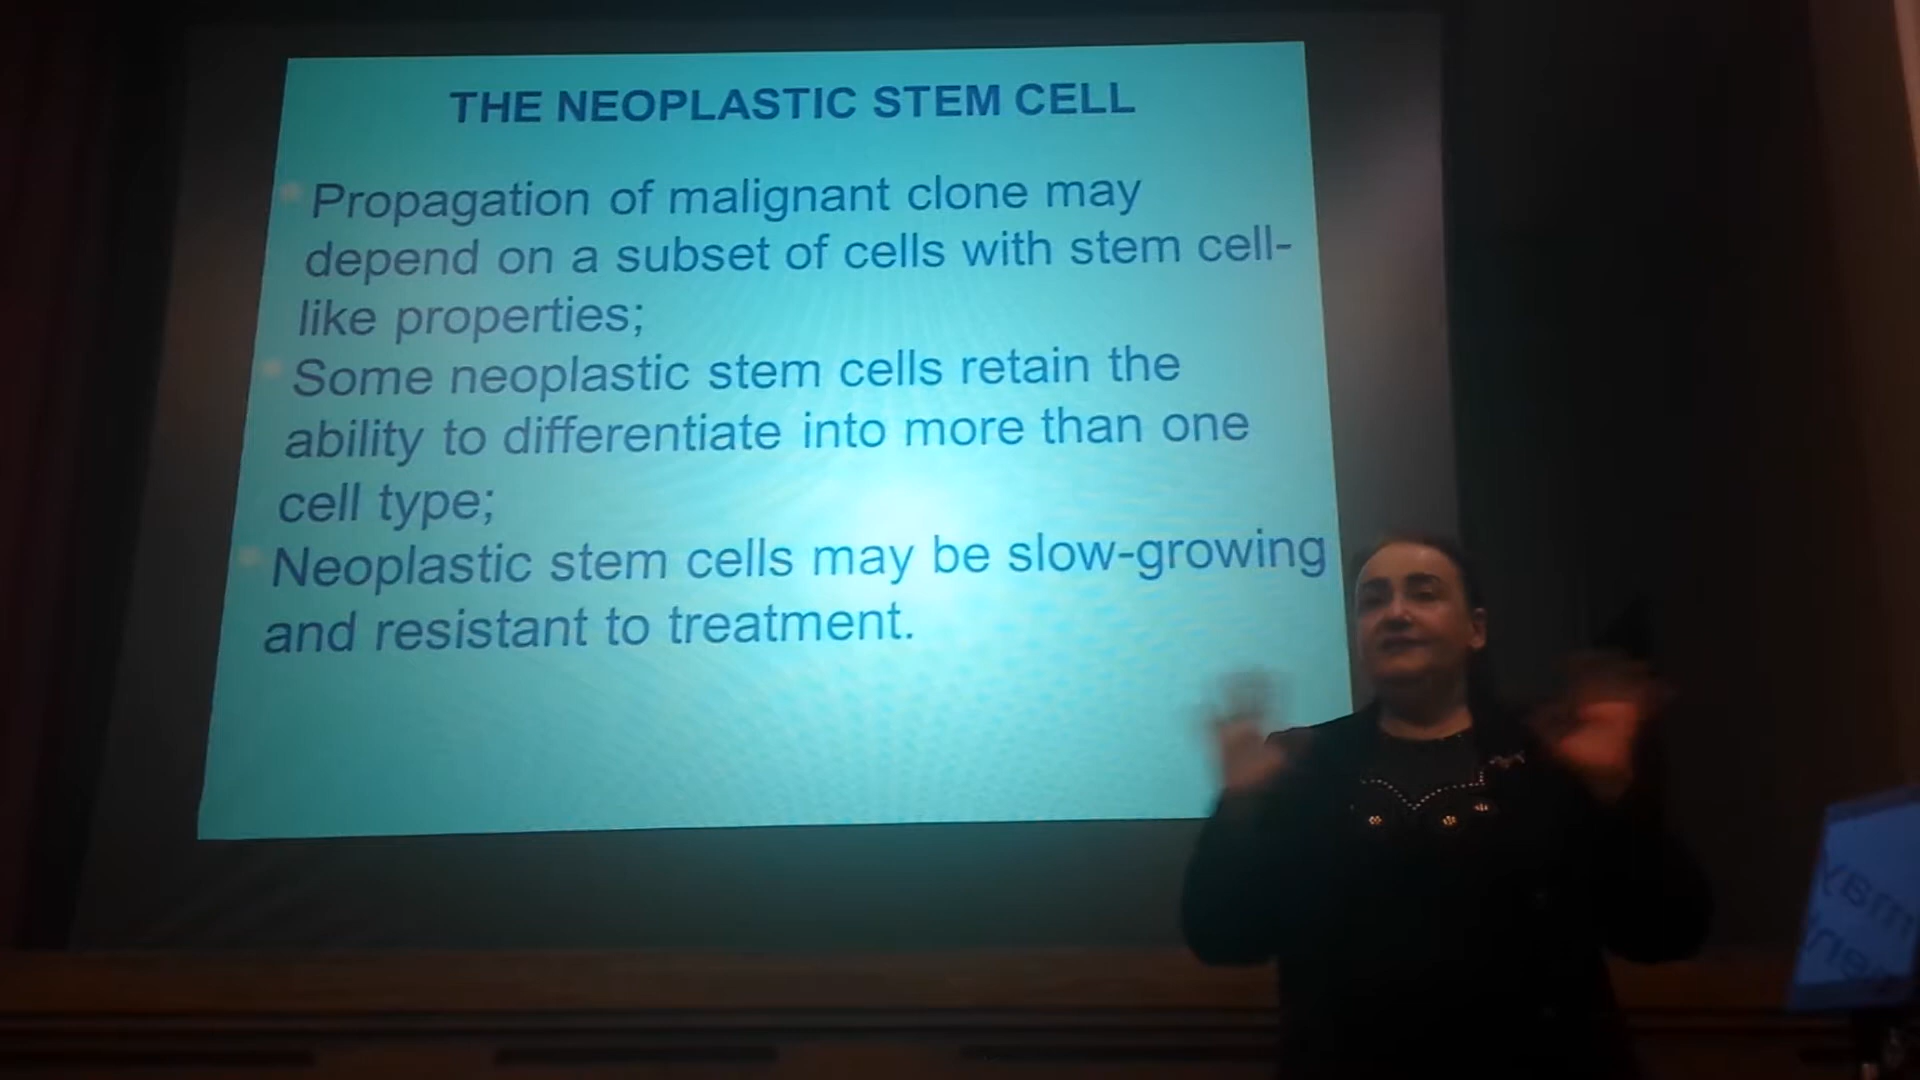 THE NEOPLASTIC STEM CELL
Propagation of malignant clone may
depend on a subset of cells with stem cell-
like properties;
Some neoplastic stem cells retain the
ability to differentiate into more than one
cell type;
Neoplastic stem cells may be slow-growing
and resistant to treatment.